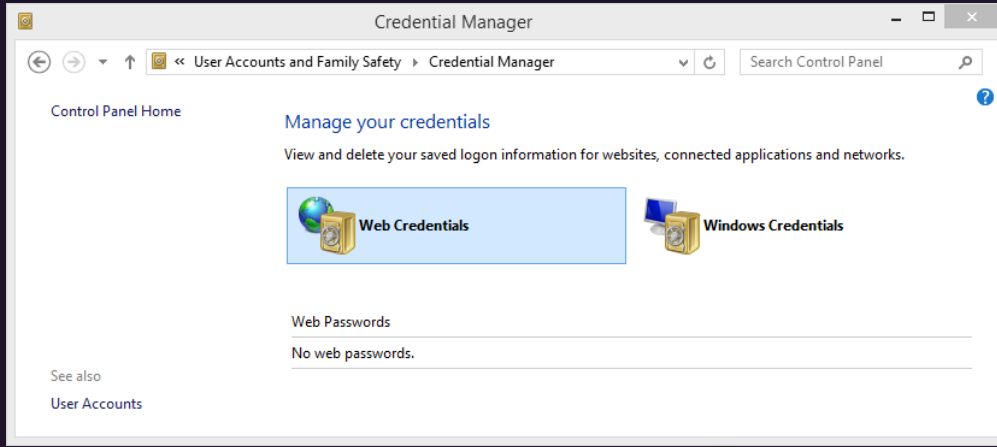 Credential Manager
« User Accounts and Family Safety ▸ Credential Manager
Search Control Panel
Control Panel Home
Manage your credentials
View and delete your saved logon information for websites, connected applications and networks.
Web Credentials
Windows Credentials
Web Passwords
No web passwords.
See also
User Accounts